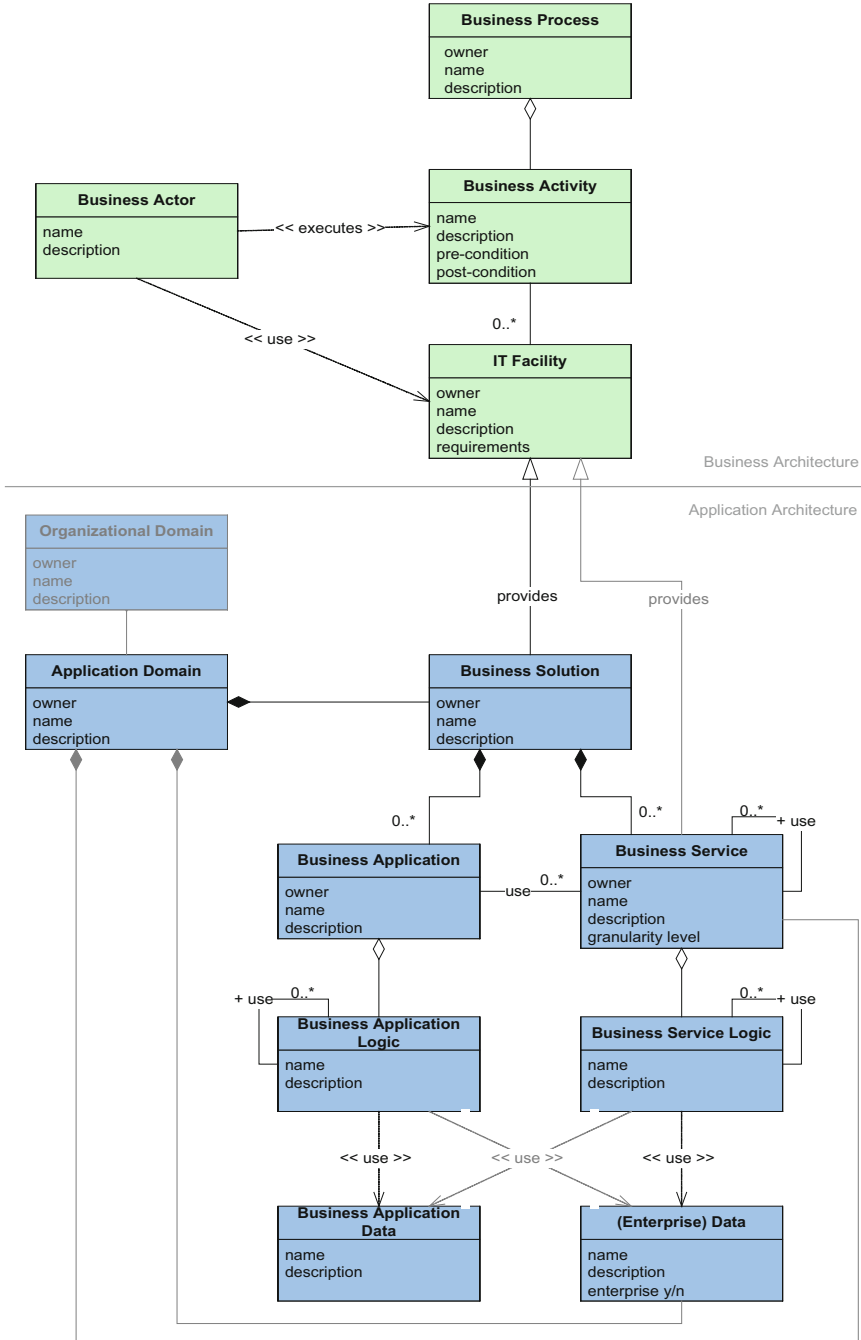 Business Process
owner
name
description
Business Actor
name
description
<< executes >>
Business Activity
name
description
pre-condition
post-condition
<< use >>
0..*
IT Facility
owner
name
description
requirements
Business Architecture
Application Architecture
Organizational Domain
owner
name
description
provides
provides
Application Domain
owner
name
description
Business Solution
owner
name
description
0..*
0..*
0..*
+ use
Business Application
owner
name
description
use
0..*
Business Service
owner
name
description
granularity level
+ use
0..*
Business Application
Logic
name
description
0..*
+ use
Business Service Logic
name
description
<< use >>
<< use >>
<< use >>
Business Application
Data
name
description
(Enterprise) Data
name
description
enterprise y/n